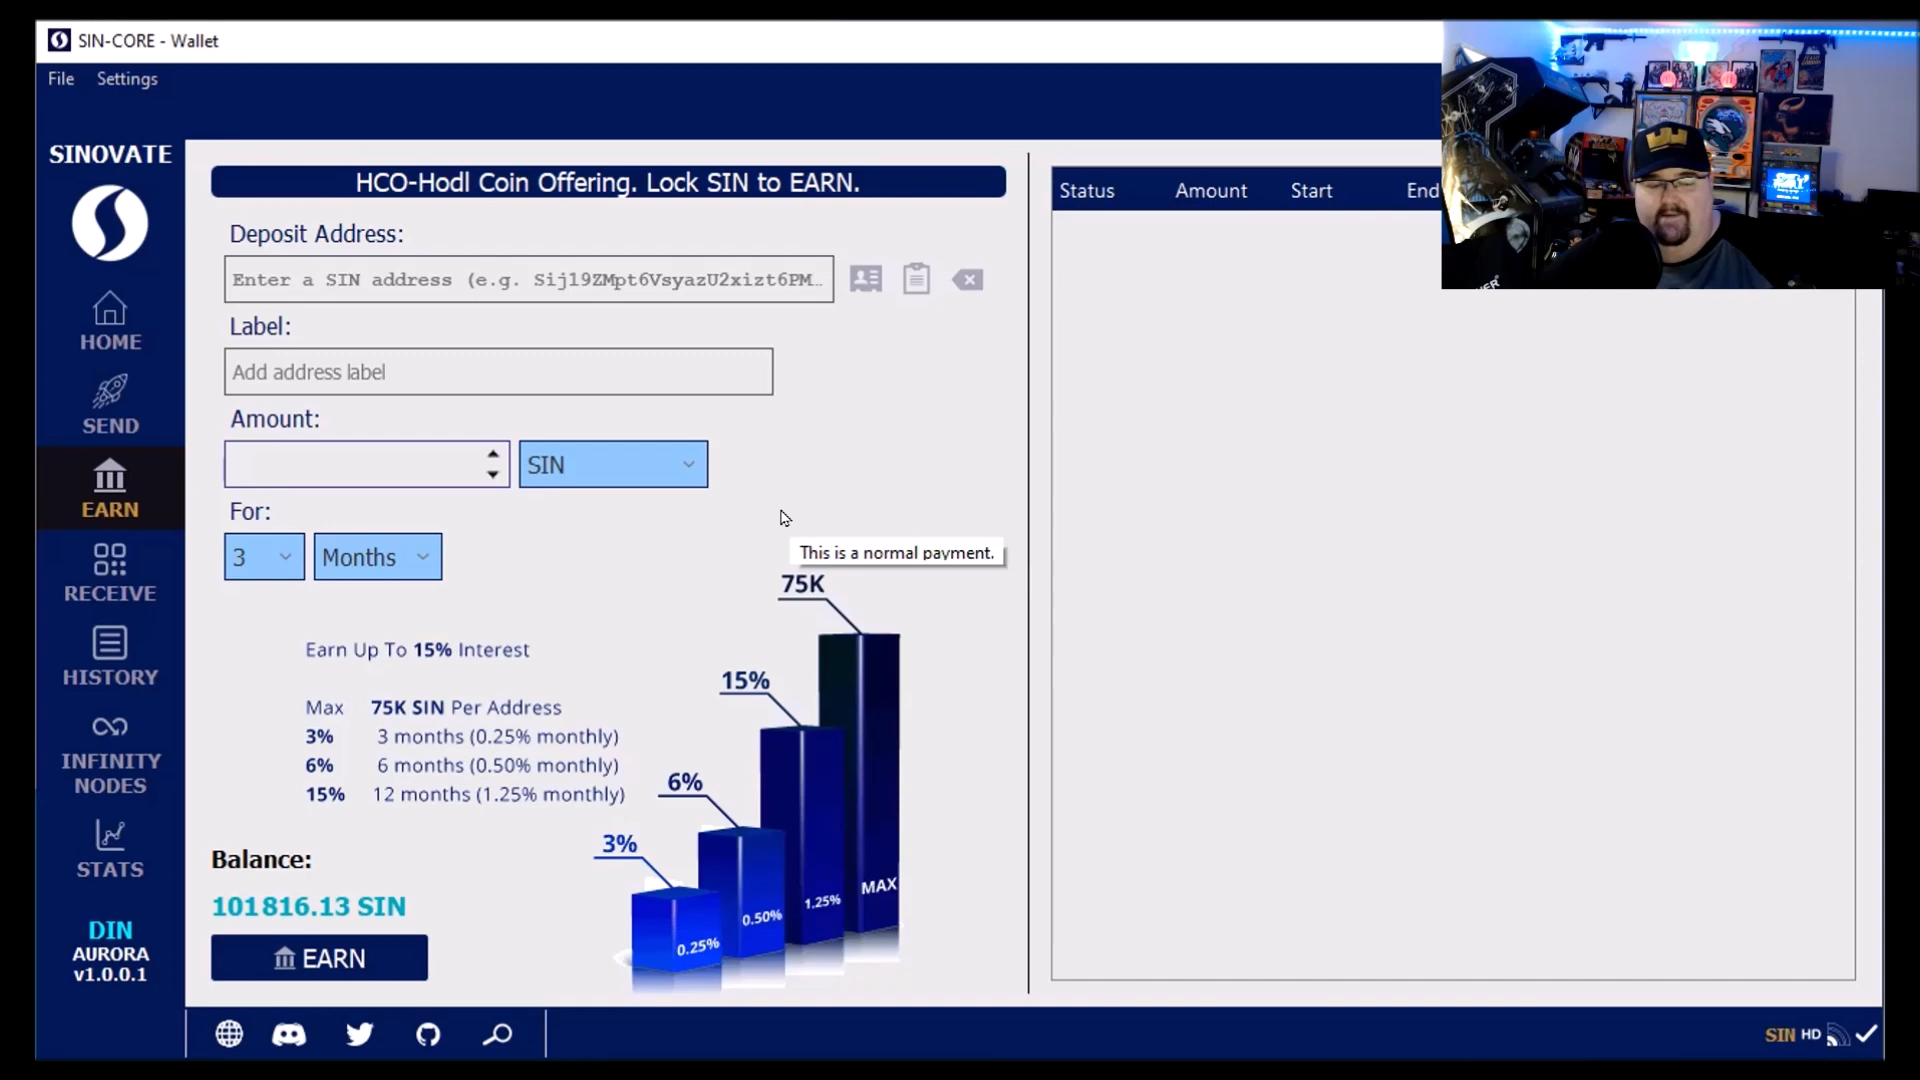 SIN-CORE - Wallet
File Settings
SINOVATE
HOME
SEND
EARN
RECEIVE
HISTORY
INFINITY
NODES
STATS
DIN
AURORA
v1.0.0.1
HCO-Hodl Coin Offering. Lock SIN to EARN.
Deposit Address:
Enter a SIN address (e.g. Sij19ZMpt6VsyazU2xizt6PM…
Label:
Add address label
Amount:
SIN
For:
3 Months
This is a normal payment.
Earn Up To 15% Interest
Max 75K SIN Per Address
3% 3 months (0.25% monthly)
6% 6 months (0.50% monthly)
15% 12 months (1.25% monthly)
75K
15%
6%
3%
MAX
1.25%
0.50%
0.25%
Balance:
101816.13 SIN
EARN
Status Amount Start End
SIN HD